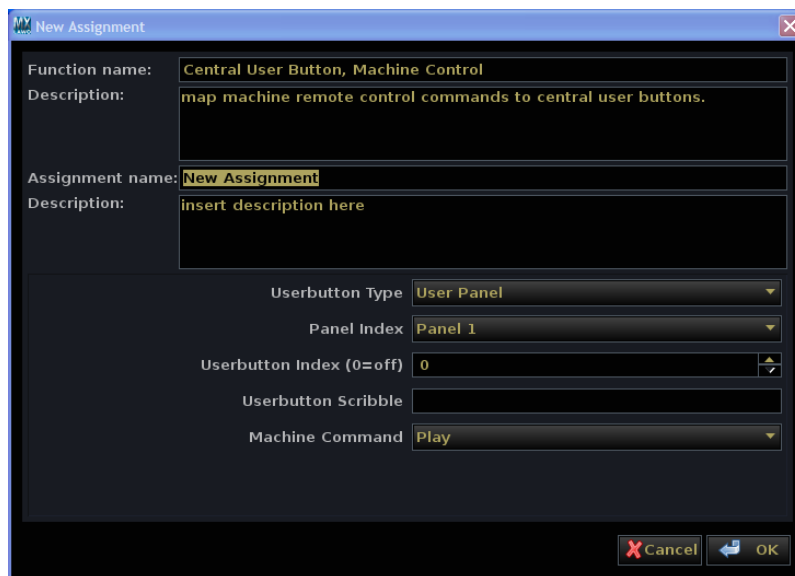 New Assignment
Function name: Central User Button, Machine Control
Description: map machine remote control commands to central user buttons.
Assignment name: New Assignment
Description: insert description here
Userbutton Type User Panel
Panel Index Panel 1
Userbutton Index (0=off) 0
Userbutton Scribble
Machine Command Play
Cancel OK